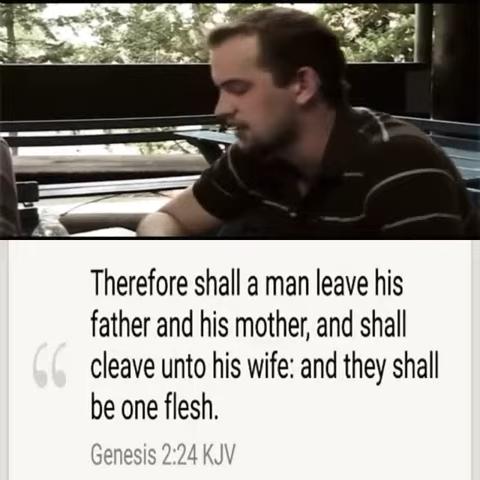 Therefore shall a man leave his
father and his mother, and shall
cleave unto his wife: and they shall
be one flesh.
Genesis 2:24 KJV